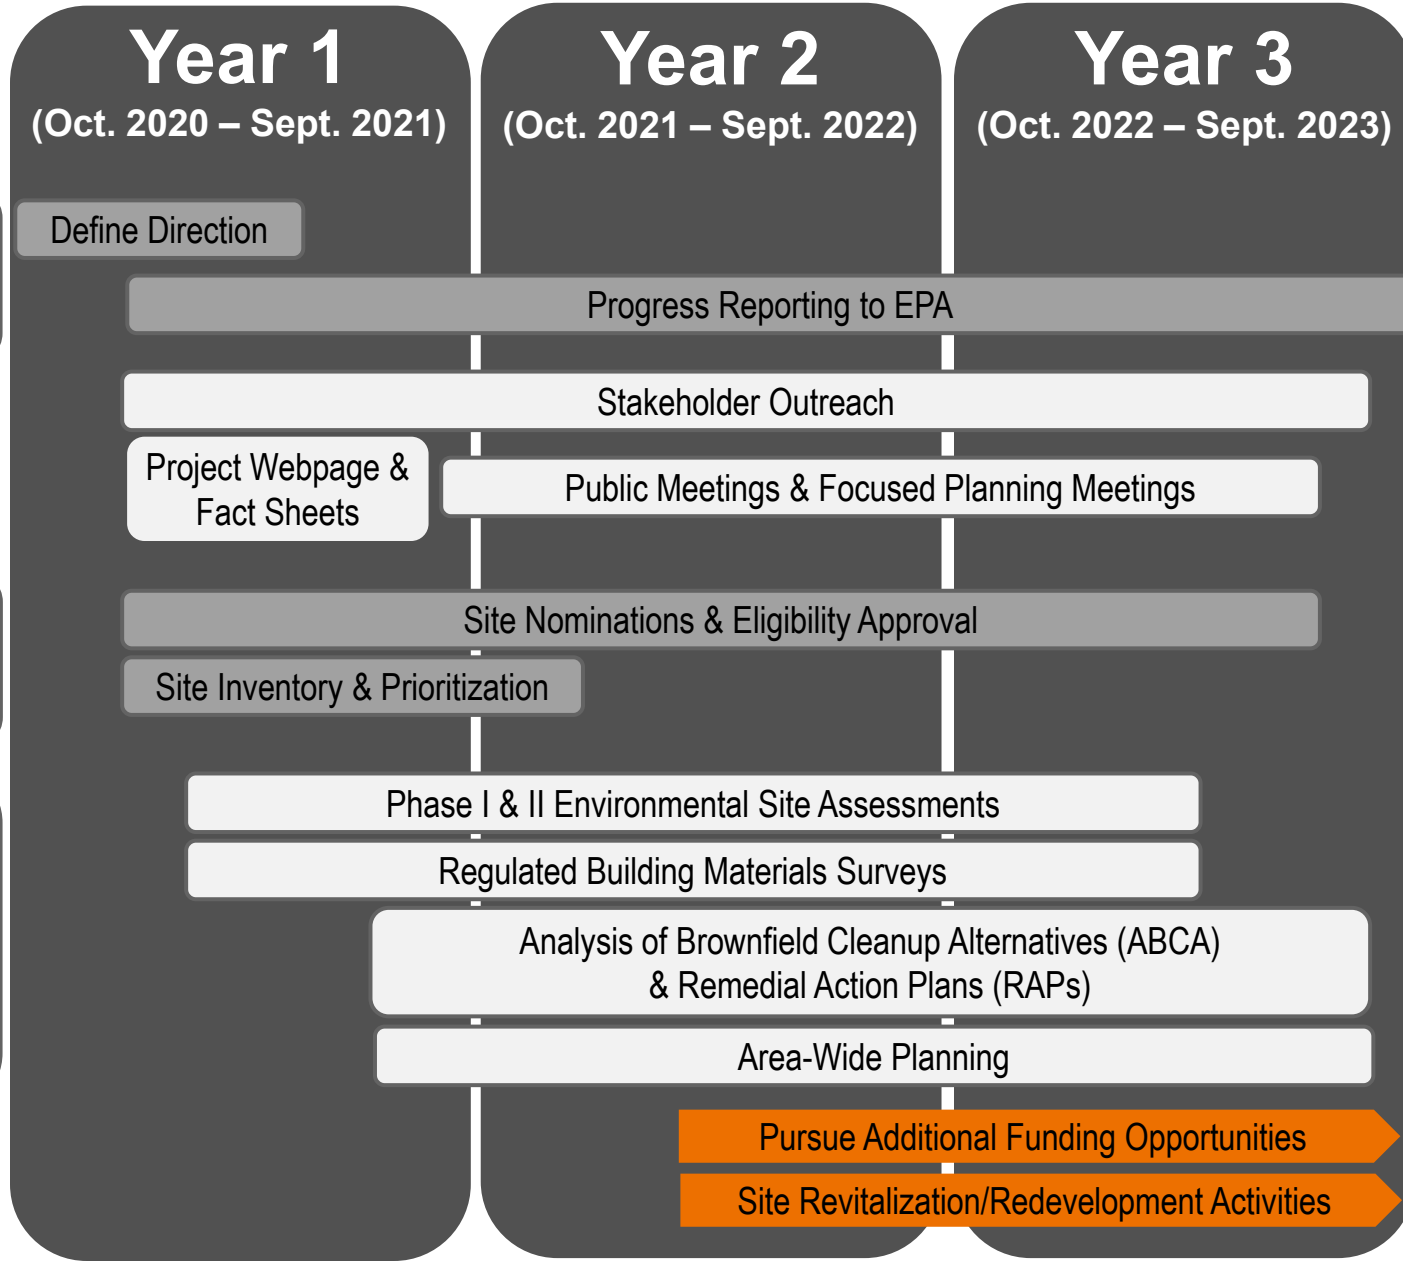 Year 1
(Oct. 2020 – Sept. 2021)
Year 2
(Oct. 2021 – Sept. 2022)
Year 3
(Oct. 2022 – Sept. 2023)
Define Direction
Progress Reporting to EPA
Stakeholder Outreach
Project Webpage &
Fact Sheets
Public Meetings & Focused Planning Meetings
Site Nominations & Eligibility Approval
Site Inventory & Prioritization
Phase I & II Environmental Site Assessments
Regulated Building Materials Surveys
Analysis of Brownfield Cleanup Alternatives (ABCA)
& Remedial Action Plans (RAPs)
Area-Wide Planning
Pursue Additional Funding Opportunities
Site Revitalization/Redevelopment Activities